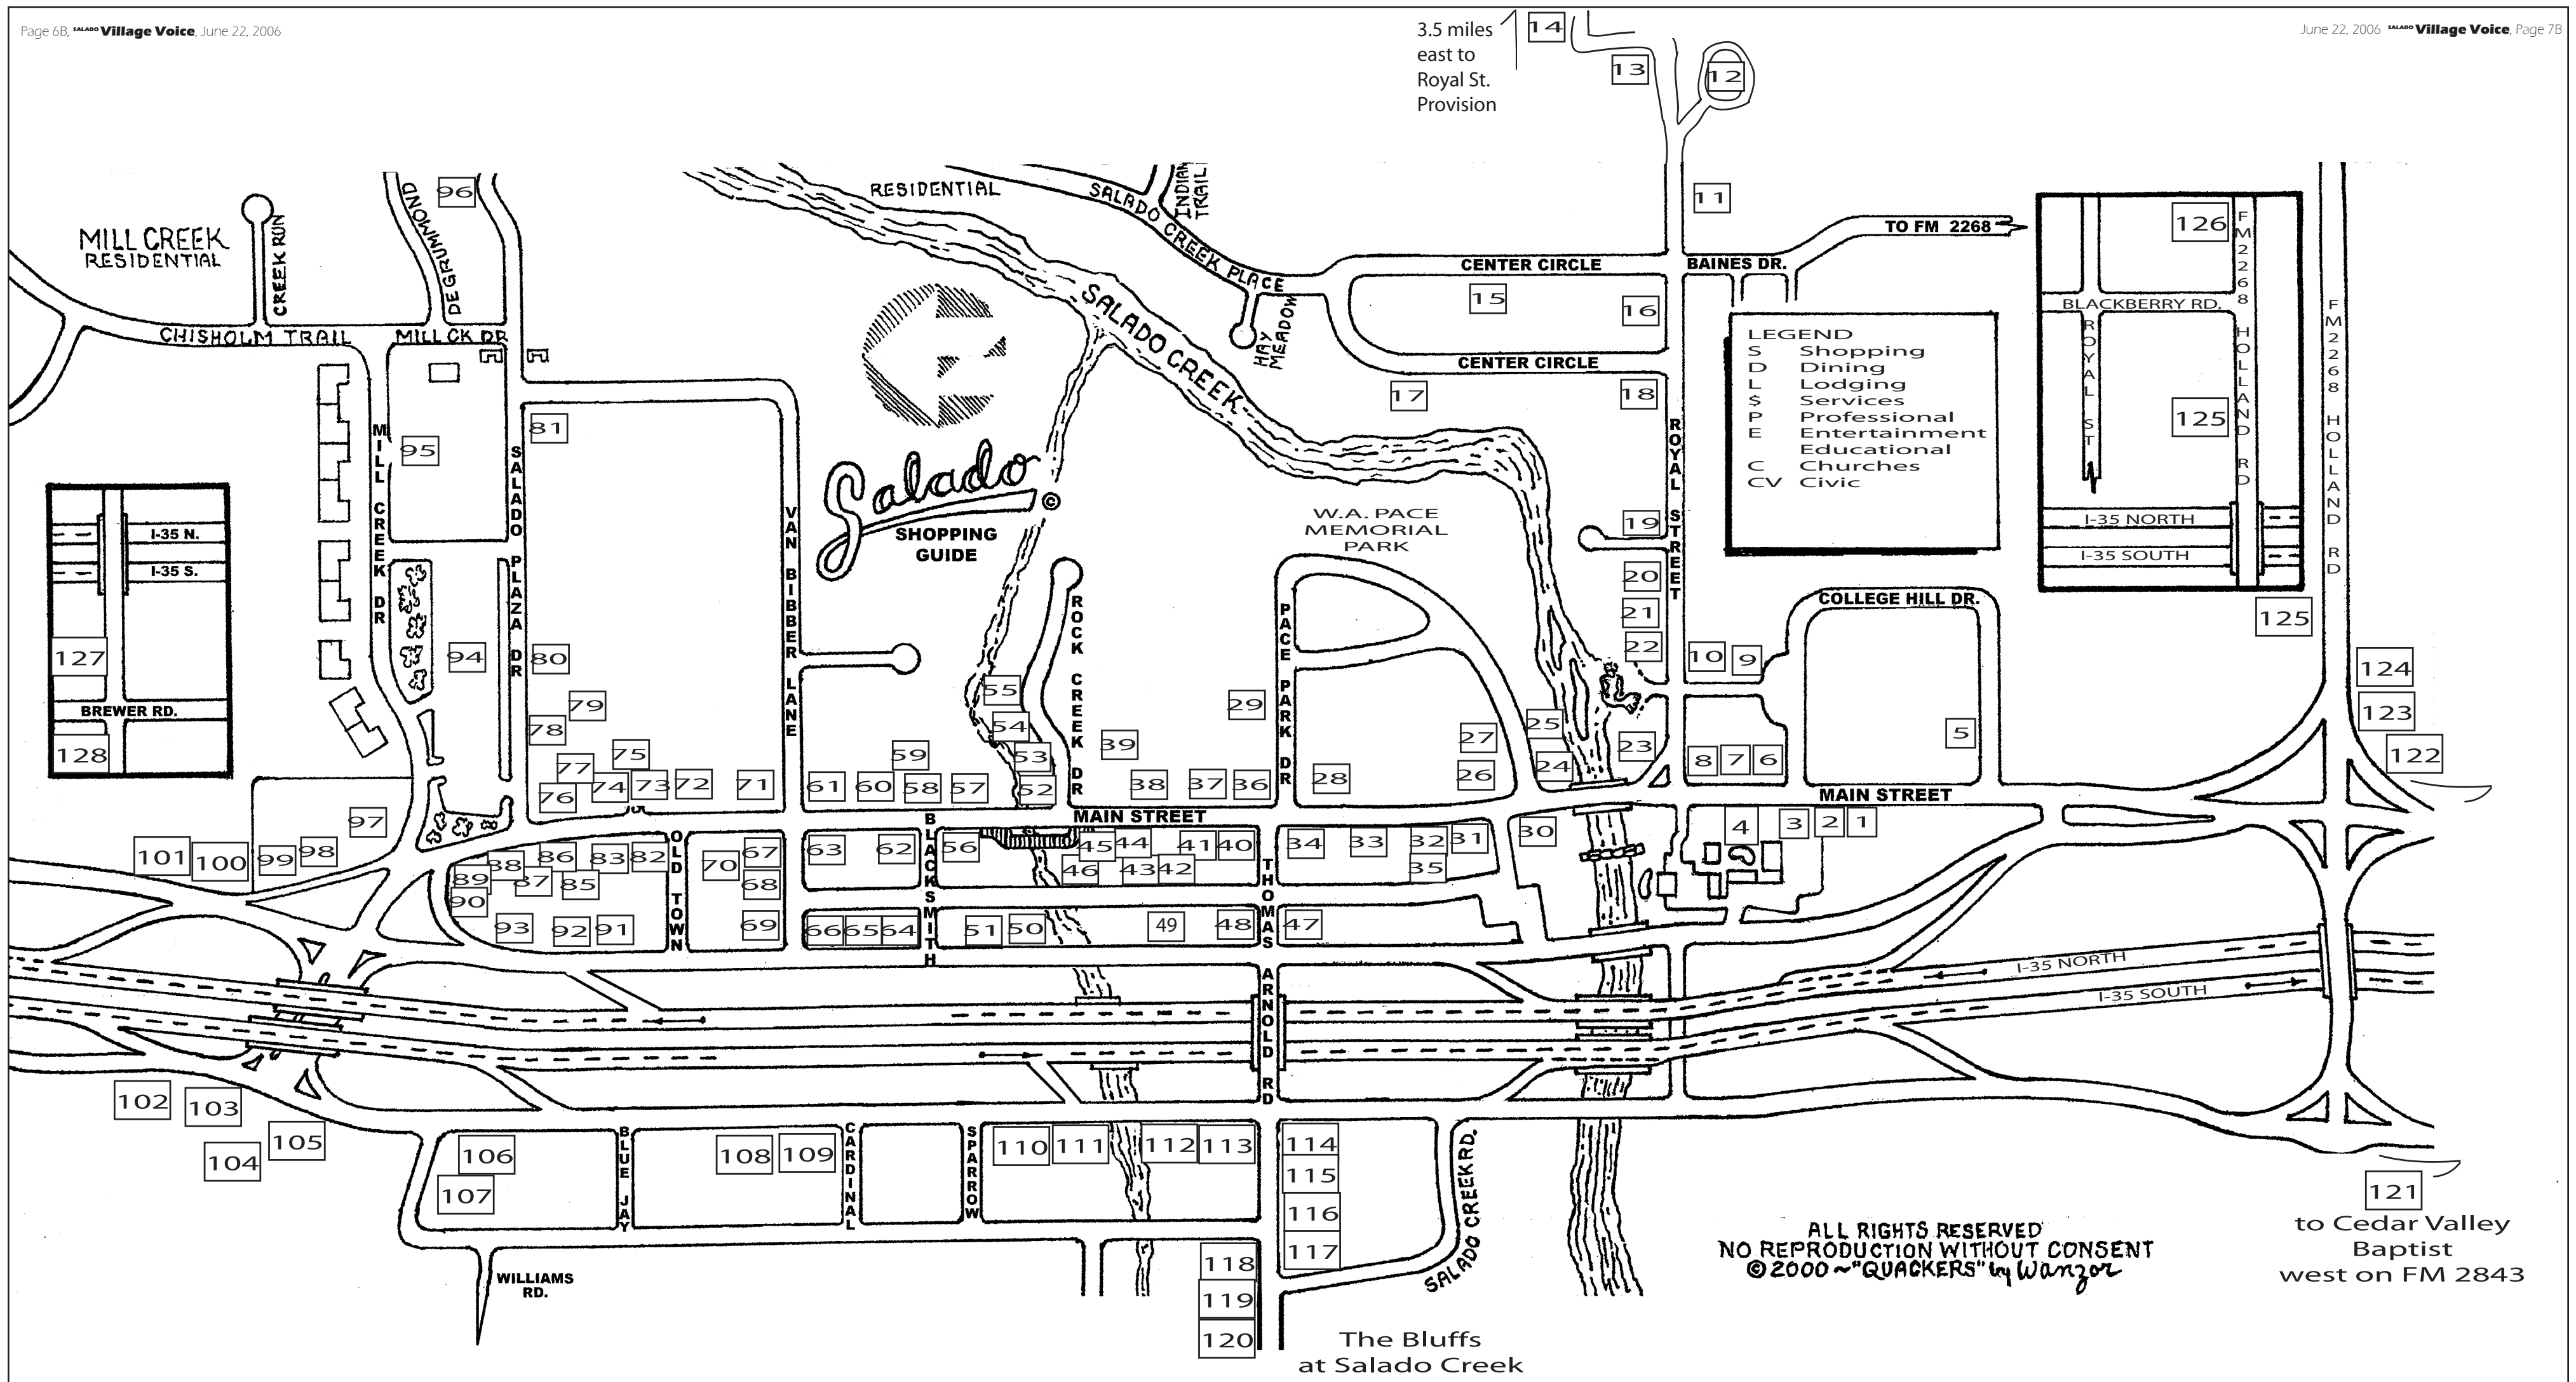 Page 6B, SALADO Village Voice, June 22, 2006
June 22, 2006 SALADO Village Voice, Page 7B
3.5 miles
east to
Royal St.
Provision
14
13
12
11
96
MILL CREEK
RESIDENTIAL
CREEK RUN
DEGRUMMOND
CHISHOLM TRAIL
MILL CK DR
RESIDENTIAL
SALADO CREEK PLACE
INDIAN
TRAIL
HAY
MEADOW
SALADO CREEK
CENTER CIRCLE
BAINES DR.
TO FM 2268
15
16
CENTER CIRCLE
17
18
126
FM2268 HOLLAND RD
BLACKBERRY RD.
ROYAL ST
125
I-35 NORTH
I-35 SOUTH
FM2268 HOLLAND RD
LEGEND
S Shopping
D Dining
L Lodging
$ Services
P Professional
E Entertainment
Educational
C Churches
CV Civic
81
95
MILL CREEK DR
SALADO PLAZA DR
VAN BIBBER LANE
Salado ©
SHOPPING
GUIDE
W.A. PACE
MEMORIAL
PARK
ROYAL STREET
19
20
21
22
10
9
COLLEGE HILL DR.
125
I-35 N.
I-35 S.
127
BREWER RD.
128
94
80
79
78
77
75
76
74
73
72
71
ROCK CREEK DR
PACE PARK DR
55
54
53
52
39
29
27
26
25
24
23
8
7
6
5
124
123
122
61
60
59
58
57
38
37
36
28
MAIN STREET
MAIN STREET
97
101
100
99
98
88
86
83
82
89
87
85
90
93
92
91
OLD TOWN
70
67
68
69
63
62
BLACKSMITH
56
45
44
41
40
46
43
42
THOMAS ARNOLD RD
34
33
32
31
35
30
4
3
2
1
66
65
64
51
50
49
48
47
I-35 NORTH
I-35 SOUTH
102
103
104
105
106
107
BLUE JAY
108
109
CARDINAL
SPARROW
110
111
112
113
114
115
116
117
SALADO CREEK RD.
118
119
120
WILLIAMS
RD.
The Bluffs
at Salado Creek
ALL RIGHTS RESERVED
NO REPRODUCTION WITHOUT CONSENT
© 2000 ~ "QUACKERS" by Wanzor
121
to Cedar Valley
Baptist
west on FM 2843